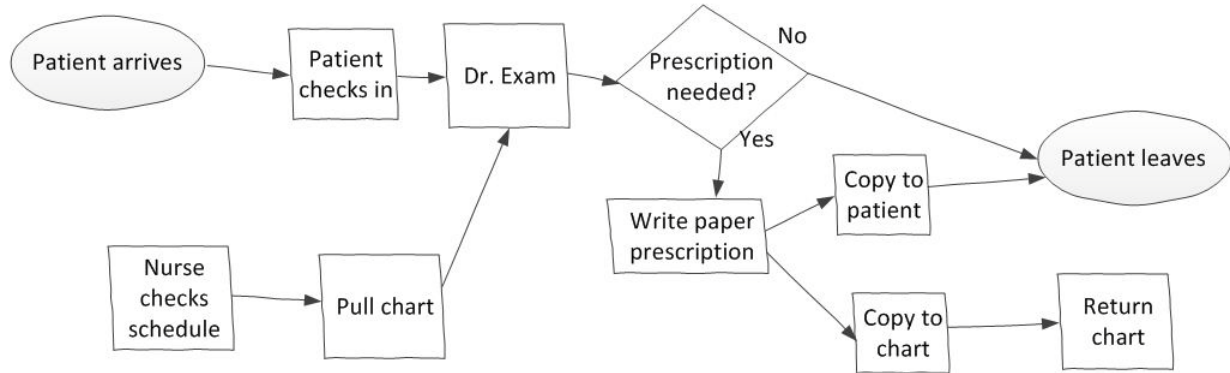 Patient arrives
Patient
checks in
Dr. Exam
Prescription
needed?
No
Yes
Patient leaves
Write paper
prescription
Copy to
patient
Nurse
checks
schedule
Pull chart
Copy to
chart
Return
chart